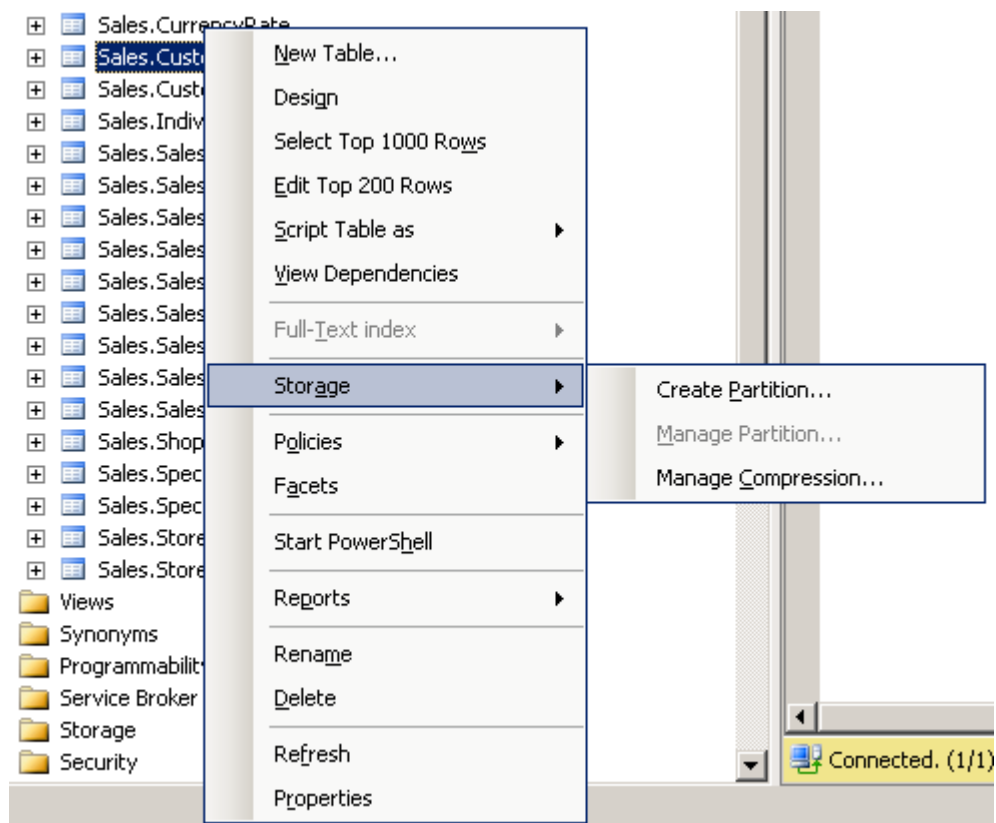 Sales.CurrencyRate
Sales.Cust
Sales.Cust
Sales.Indiv
Sales.Sales
Sales.Sales
Sales.Sales
Sales.Sales
Sales.Sales
Sales.Sales
Sales.Sales
Sales.Sales
Sales.Sales
Sales.Shop
Sales.Spec
Sales.Spec
Sales.Store
Sales.Store
Views
Synonyms
Programmabilit
Service Broker
Storage
Security
New Table...
Design
Select Top 1000 Rows
Edit Top 200 Rows
Script Table as
View Dependencies
Full-Text index
Storage
Policies
Facets
Start PowerShell
Reports
Rename
Delete
Refresh
Properties
Create Partition...
Manage Partition...
Manage Compression...
Connected. (1/1)